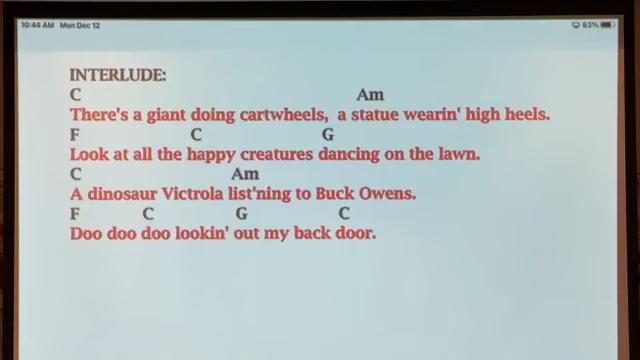 10:44 AM Mon Dec 12
83%
INTERLUDE:
C Am
There's a giant doing cartwheels, a statue wearin' high heels.
F C G
Look at all the happy creatures dancing on the lawn.
C Am
A dinosaur Victrola list'ning to Buck Owens.
F C G C
Doo doo doo lookin' out my back door.